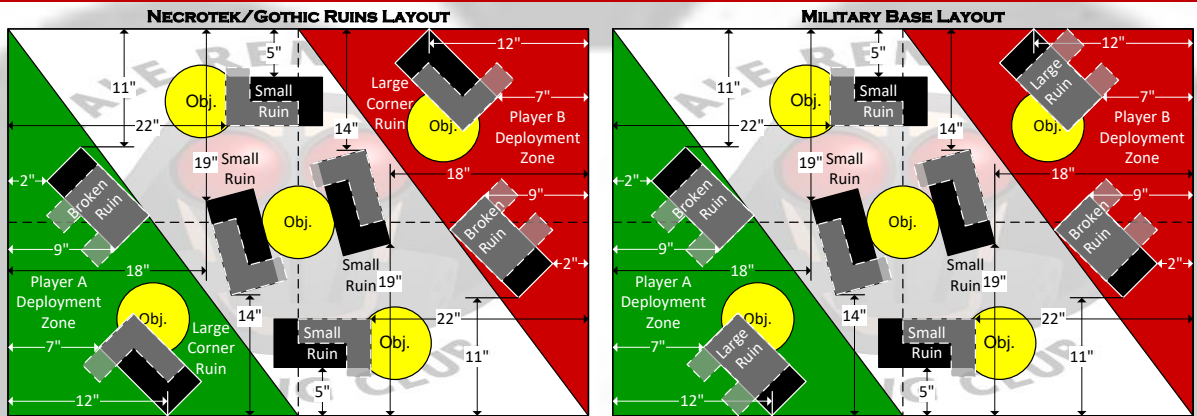 NECROTEK/GOTHIC RUINS LAYOUT
5"
12"
11"
Large
Corner
Ruin
Obj.
Small
Ruin
7"
Obj.
Player B
Deployment
Zone
22"
14"
19"
Small
Ruin
18"
2"
9"
Broken
Ruin
Obj.
Broken
Ruin
9"
2"
18"
Small
Ruin
19"
Player A
Deployment
Zone
Obj.
14"
Large
Corner
Ruin
Small
Ruin
Obj.
22"
7"
11"
5"
12"
MILITARY BASE LAYOUT
5"
12"
11"
Large
Ruin
Obj.
Small
Ruin
7"
Obj.
Player B
Deployment
Zone
22"
14"
19"
Small
Ruin
18"
2"
9"
Broken
Ruin
Obj.
Broken
Ruin
9"
2"
18"
Small
Ruin
19"
Player A
Deployment
Zone
Obj.
14"
Large
Ruin
Small
Ruin
Obj.
22"
7"
11"
5"
12"